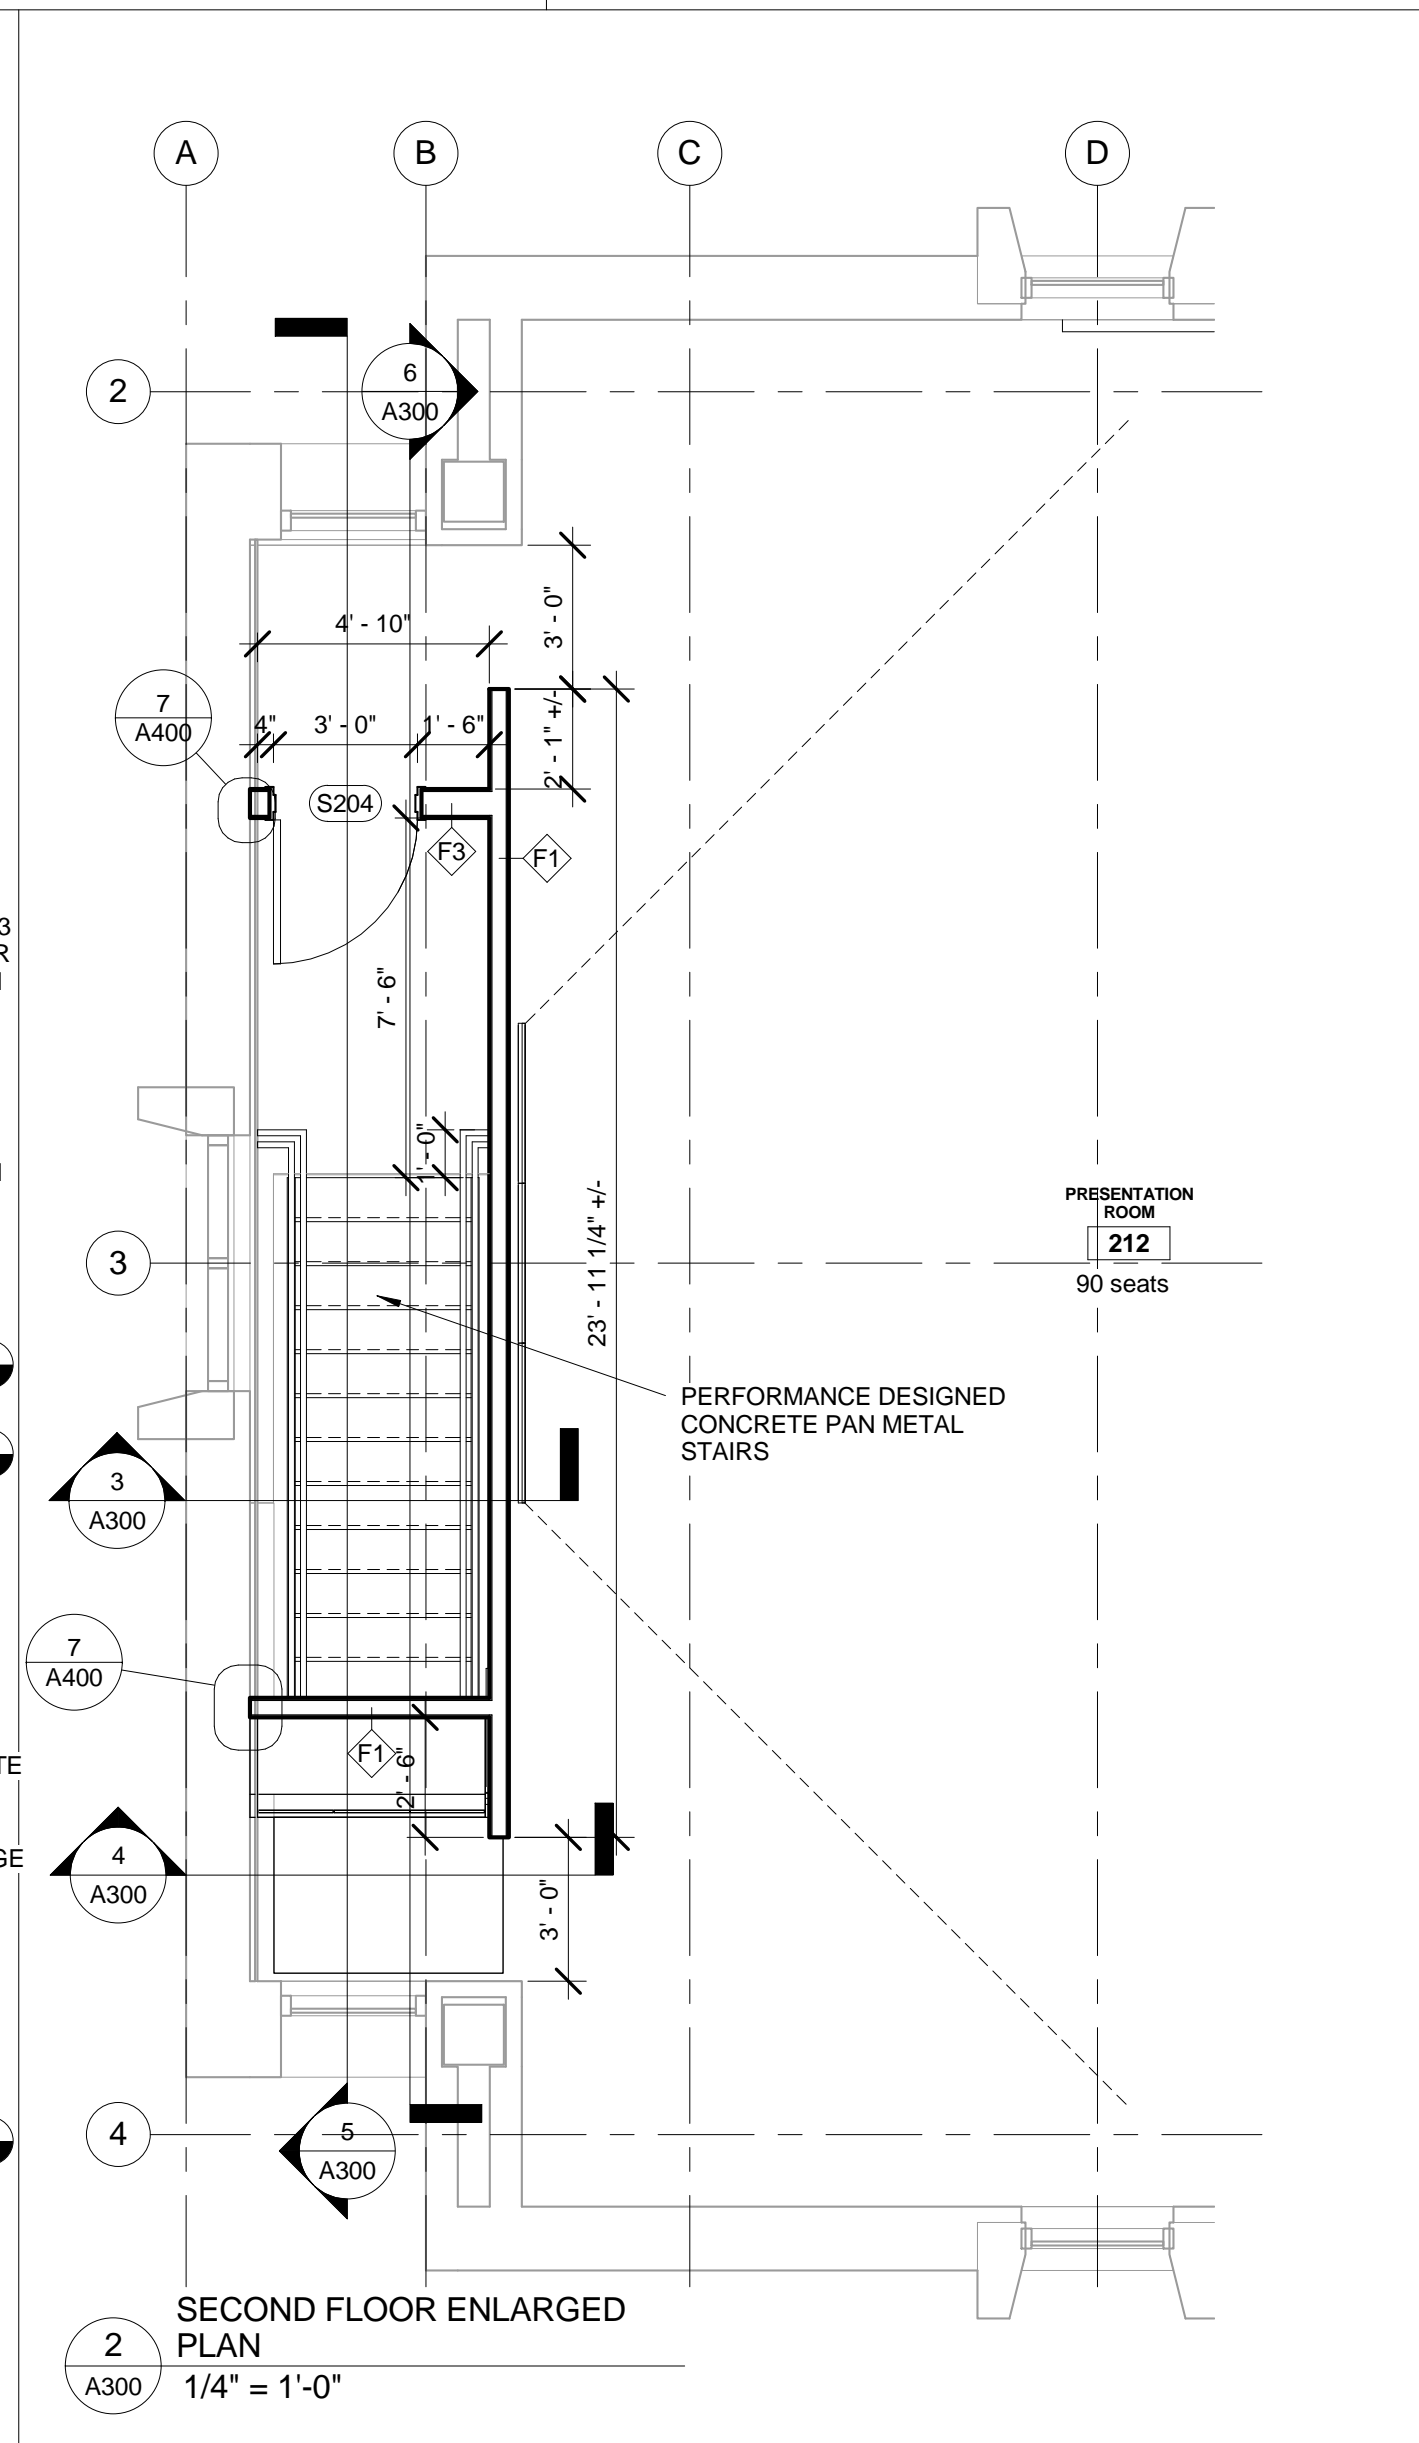 A
B
C
D
2
6
A300
4' - 10"
3' - 0"
7
A400
4"
3' - 0"
1' - 6"
2' - 1" +/-
S204
F3
F1
3
R
7' - 6"
1' - 0"
23' - 11 1/4" +/-
PRESENTATION
ROOM
212
90 seats
3
PERFORMANCE DESIGNED
CONCRETE PAN METAL
STAIRS
3
A300
7
A400
F1
2' - 6"
TE
GE
4
A300
3' - 0"
4
5
A300
SECOND FLOOR ENLARGED
PLAN
2
A300
1/4" = 1'-0"